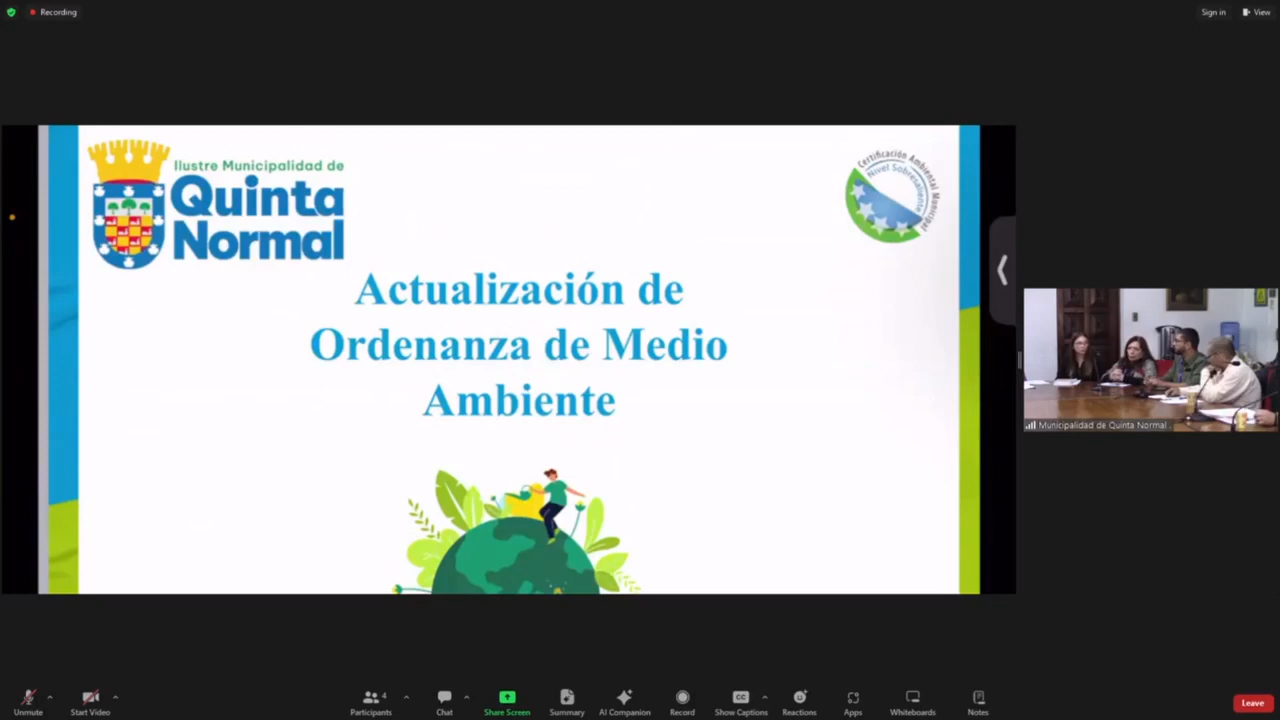 Recording
Sign in
View
Ilustre Municipalidad de
Quinta
Normal
Certificación Ambiental Municipal
Nivel Sobresaliente
Actualización de
Ordenanza de Medio
Ambiente
Municipalidad de Quinta Normal
Unmute
Start Video
Participants
4
Chat
Share Screen
Summary
AI Companion
Record
CC
Show Captions
Reactions
Apps
Whiteboards
Notes
Leave